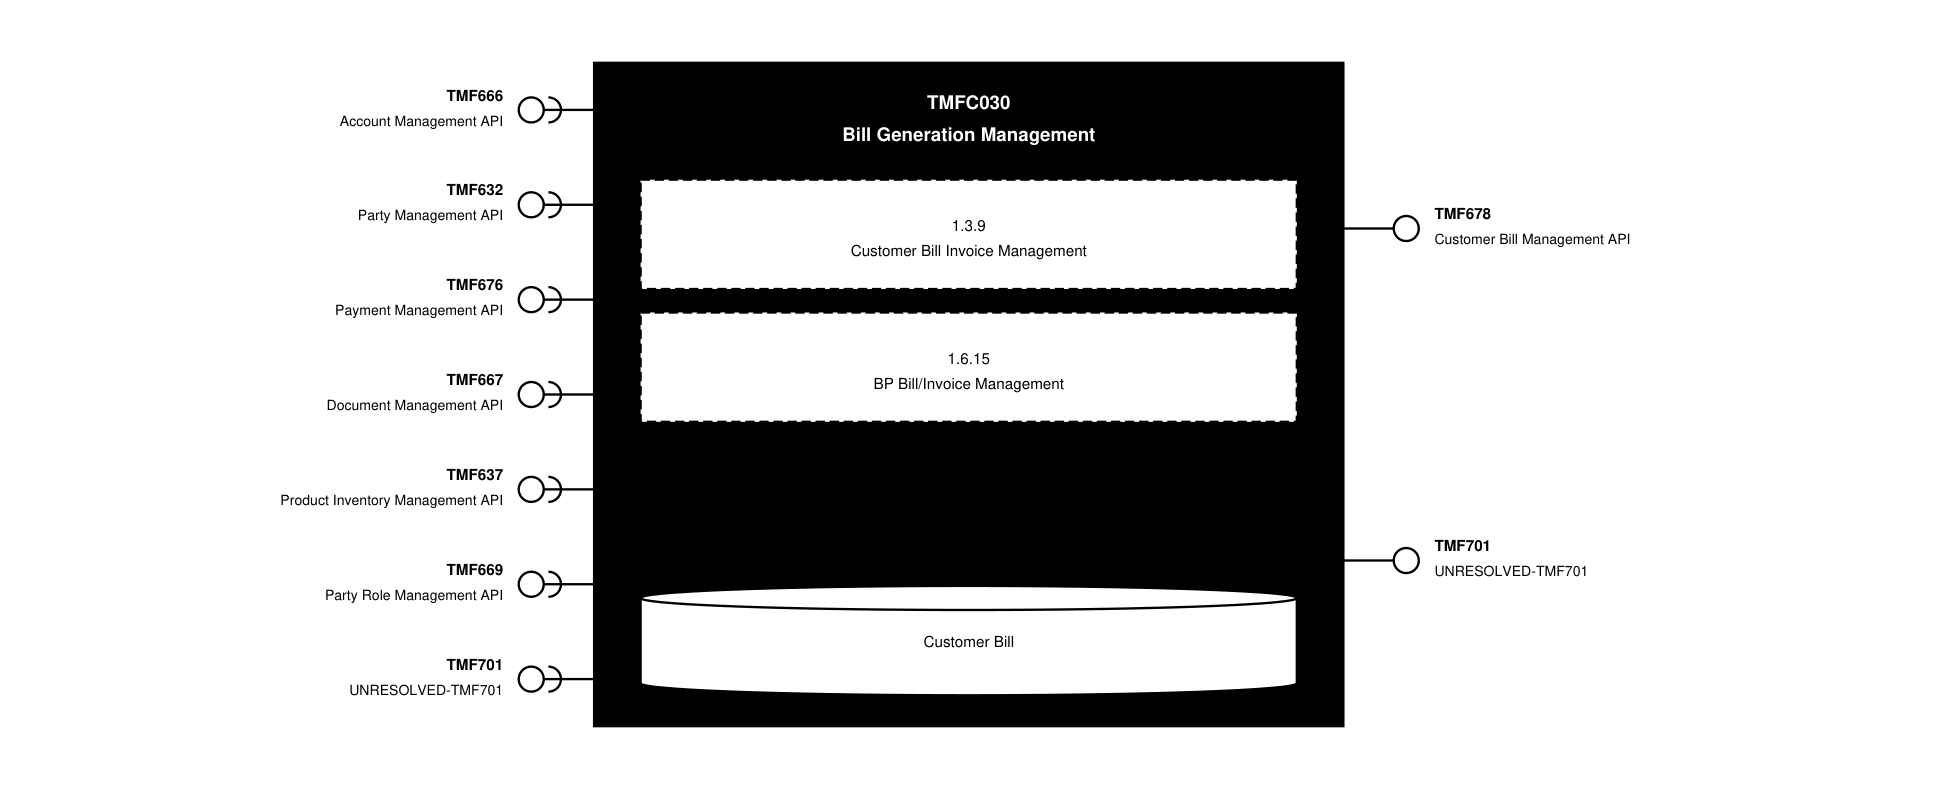 TMF666
Account Management API
TMF632
Party Management API
TMF676
Payment Management API
TMF667
Document Management API
TMF637
Product Inventory Management API
TMF669
Party Role Management API
TMF701
UNRESOLVED-TMF701
TMFC030
Bill Generation Management
1.3.9
Customer Bill Invoice Management
1.6.15
BP Bill/Invoice Management
Customer Bill
TMF678
Customer Bill Management API
TMF701
UNRESOLVED-TMF701